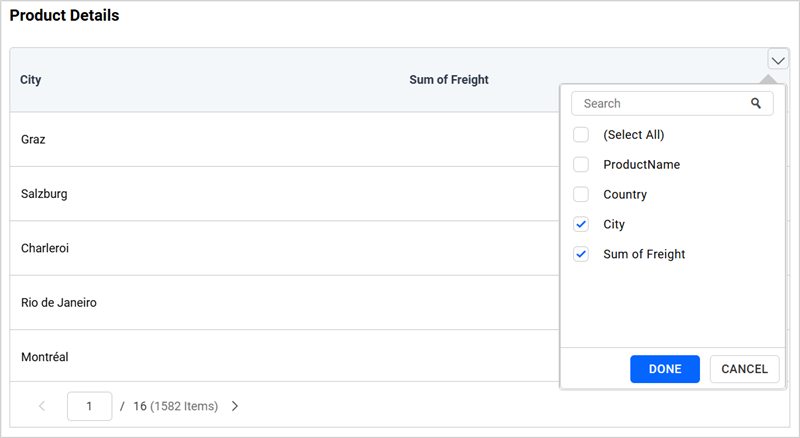 Product Details
City Sum of Freight
Search
(Select All)
ProductName
Country
City
Sum of Freight
DONE CANCEL
Graz
Salzburg
Charleroi
Rio de Janeiro
Montréal
1 / 16 (1582 Items)